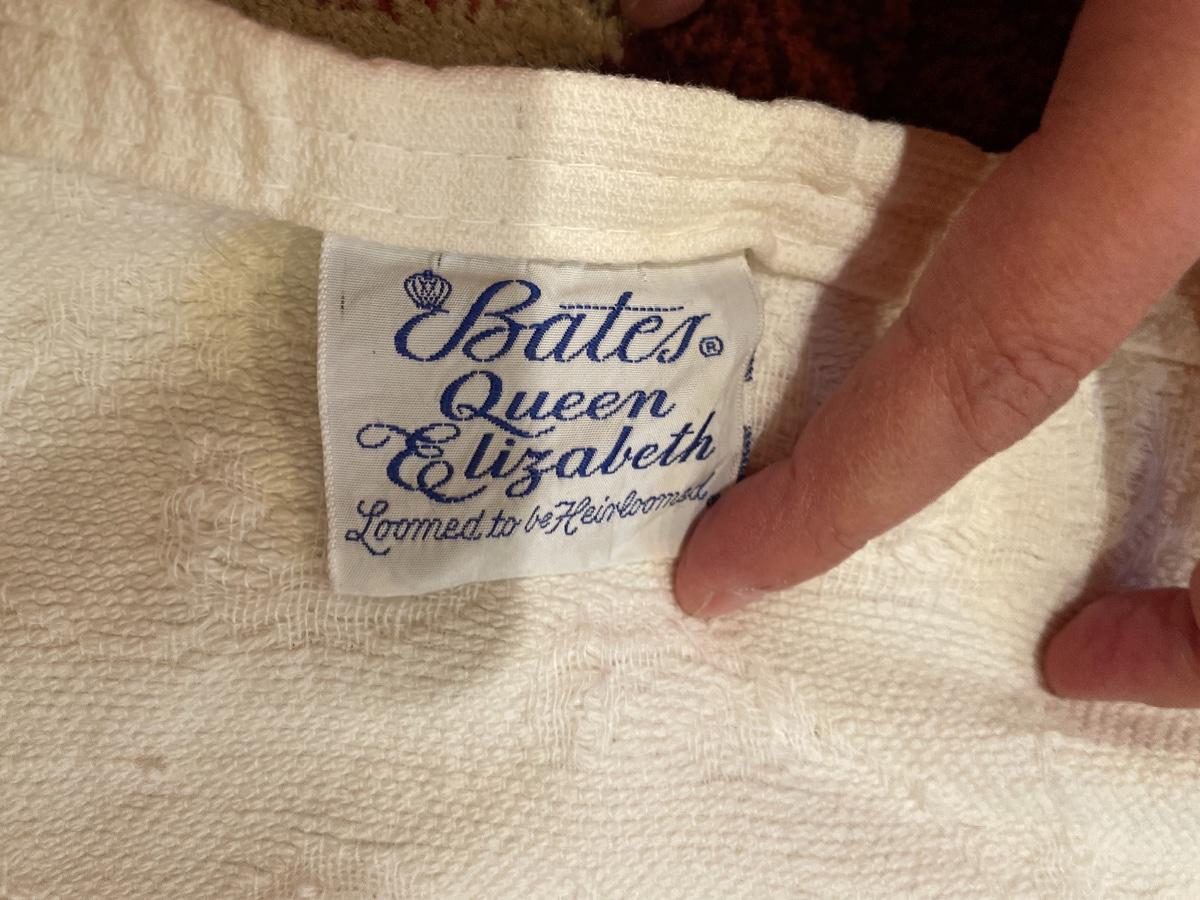 Bates®
Queen
Elizabeth
Loomed to be Heirloomed